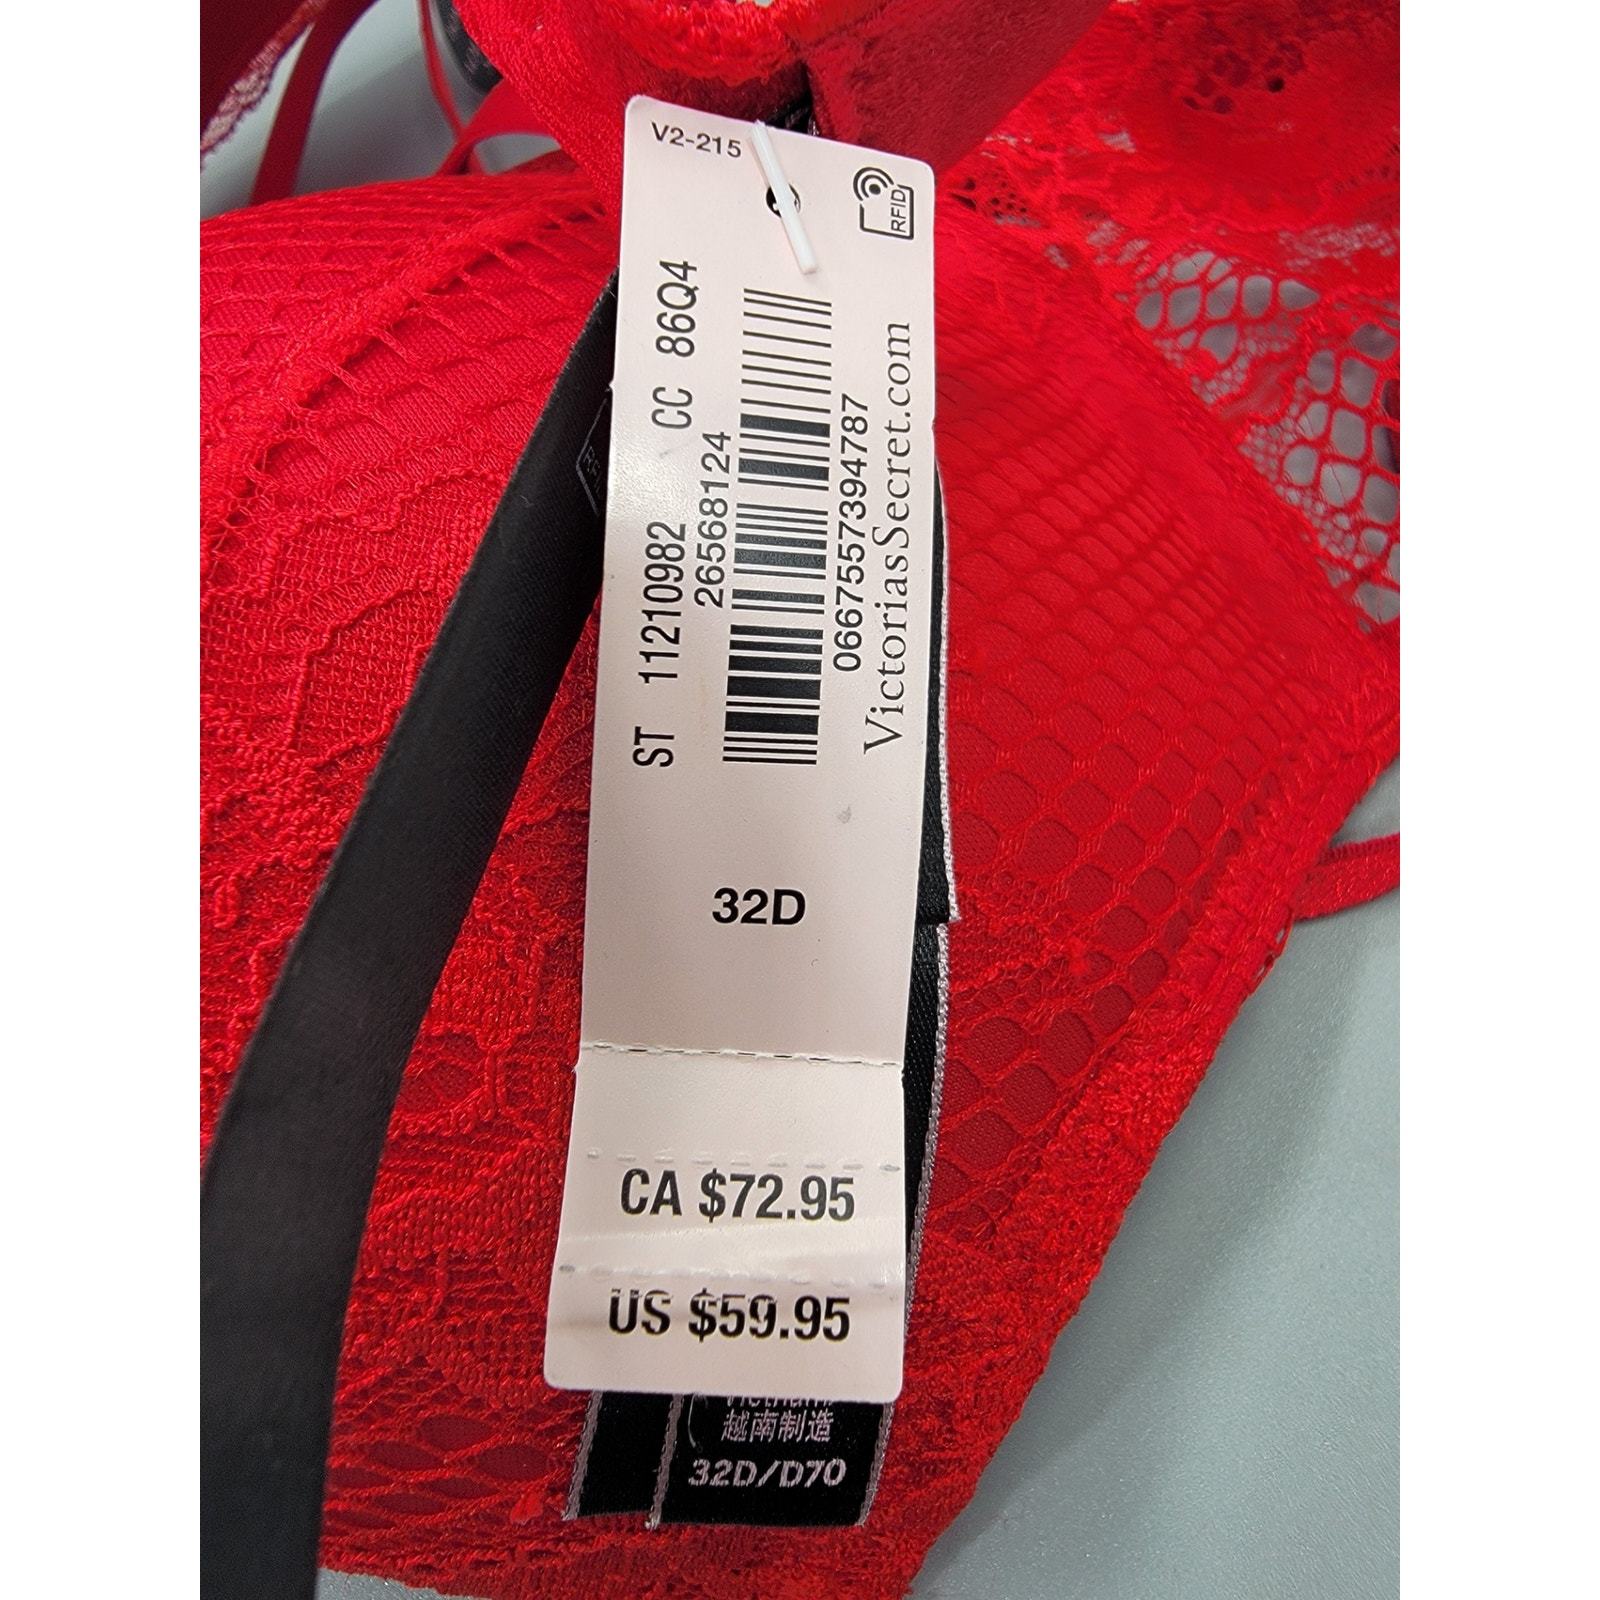 V2-215
RFID
ST 11210982 CC 86Q4
26568124
0667557394787
VictoriasSecret.com
32D
CA $72.95
US $59.95
越南制造
32D/D70